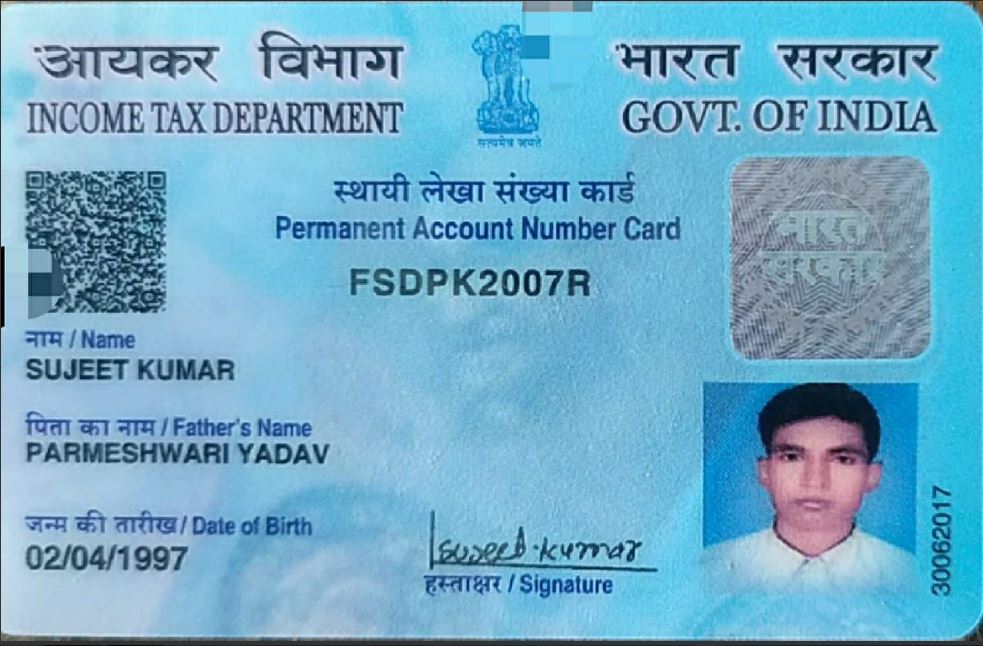 आयकर विभाग
INCOME TAX DEPARTMENT
सत्यमेव जयते
भारत सरकार
GOVT. OF INDIA
स्थायी लेखा संख्या कार्ड
Permanent Account Number Card
FSDPK2007R
भारत
सरकार
नाम / Name
SUJEET KUMAR
पिता का नाम / Father's Name
PARMESHWARI YADAV
जन्म की तारीख / Date of Birth
02/04/1997
sujeet kumar
हस्ताक्षर / Signature
30062017